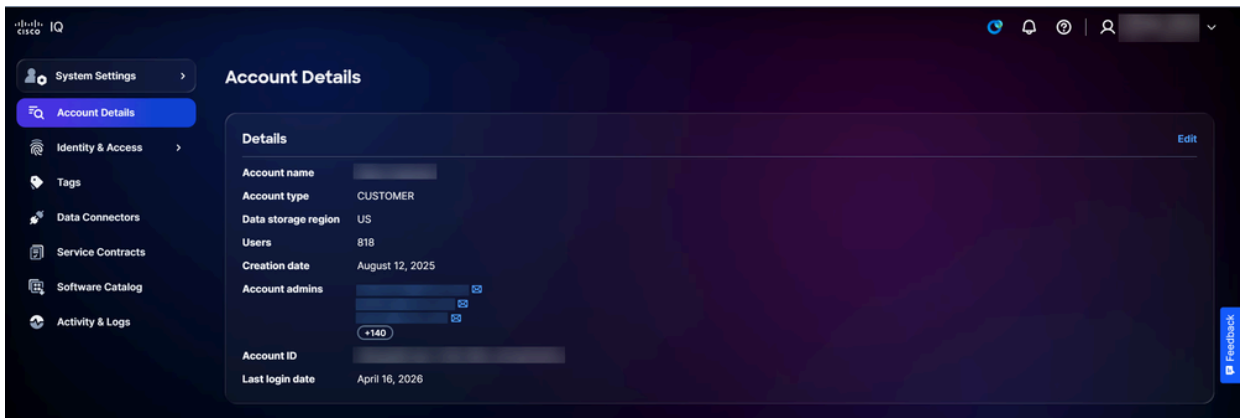 cisco IQ
System Settings
Account Details
Identity & Access
Tags
Data Connectors
Service Contracts
Software Catalog
Activity & Logs
Account Details
Details Edit
Account name
Account type CUSTOMER
Data storage region US
Users 818
Creation date August 12, 2025
Account admins
+140
Account ID
Last login date April 16, 2026
Feedback